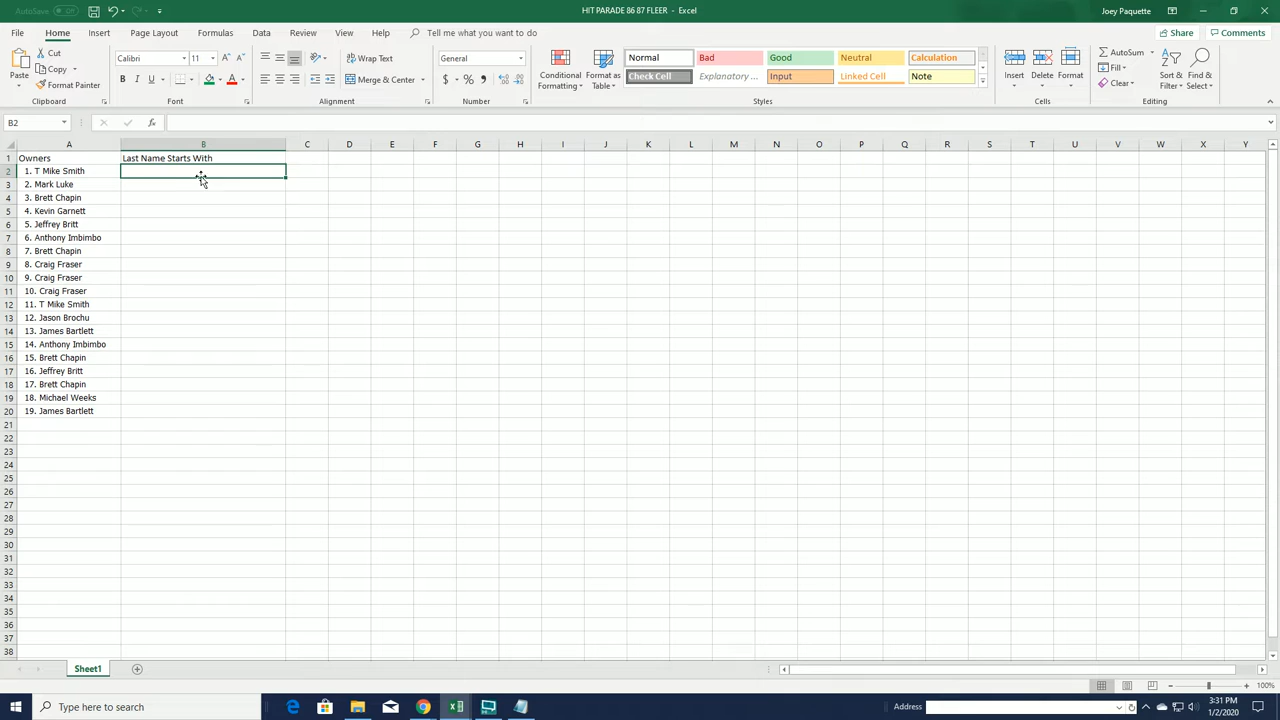 AutoSave Off
HIT PARADE 86 87 FLEER - Excel
Joey Paquette
File Home Insert Page Layout Formulas Data Review View Help Tell me what you want to do
Share Comments
Paste
Cut
Copy
Format Painter
Clipboard
Calibri 11
B I U A A
Font
Wrap Text
Merge & Center
Alignment
General
$ % ,
Number
Conditional Formatting
Format as Table
Normal Bad Good Neutral Calculation
Check Cell Explanatory ... Input Linked Cell Note
Styles
Insert Delete Format
Cells
AutoSum
Fill
Clear
Sort & Filter
Find & Select
Editing
B2 fx
A B C D E F G H I J K L M N O P Q R S T U V W X Y
1 Owners Last Name Starts With
2 1. T Mike Smith
3 2. Mark Luke
4 3. Brett Chapin
5 4. Kevin Garnett
6 5. Jeffrey Britt
7 6. Anthony Imbimbo
8 7. Brett Chapin
9 8. Craig Fraser
10 9. Craig Fraser
11 10. Craig Fraser
12 11. T Mike Smith
13 12. Jason Brochu
14 13. James Bartlett
15 14. Anthony Imbimbo
16 15. Brett Chapin
17 16. Jeffrey Britt
18 17. Brett Chapin
19 18. Michael Weeks
20 19. James Bartlett
21
22
23
24
25
26
27
28
29
30
31
32
33
34
35
36
37
38
Sheet1
100%
Type here to search
Address
3:31 PM
1/2/2020